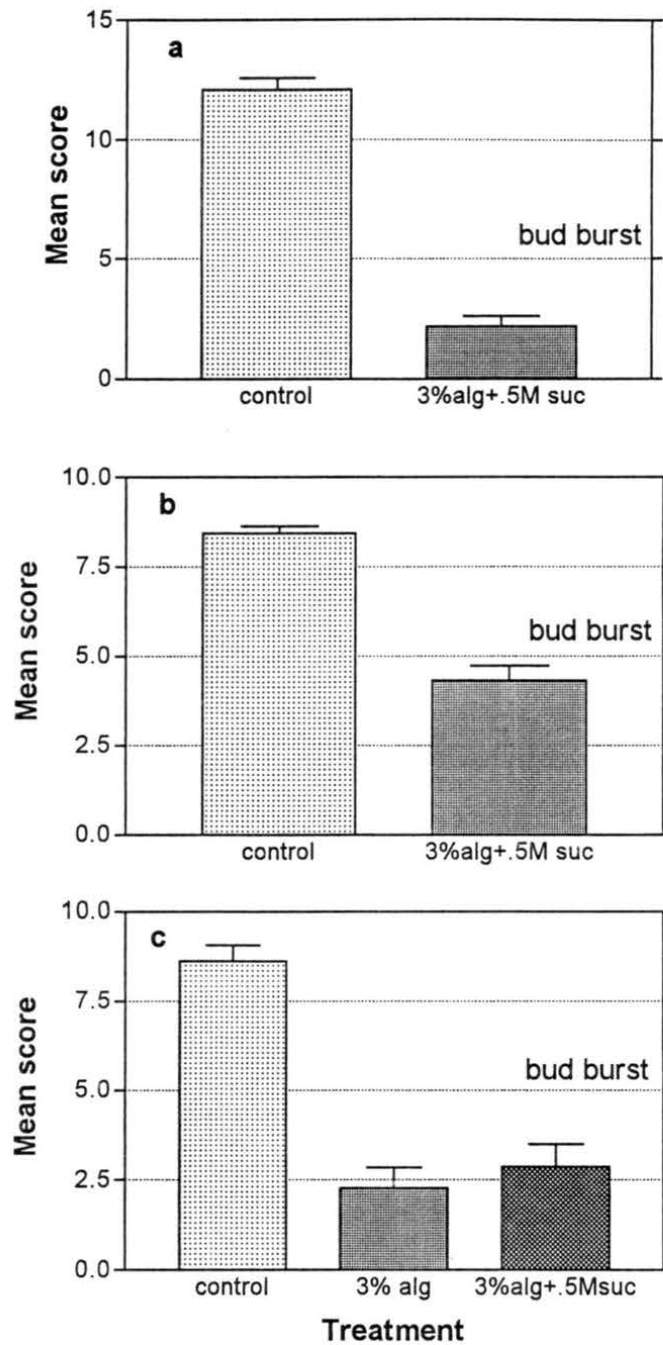 a
Mean score
15
10
5
0
bud burst
control 3%alg+.5M suc
b
Mean score
10.0
7.5
5.0
2.5
0.0
bud burst
control 3%alg+.5M suc
c
Mean score
10.0
7.5
5.0
2.5
0.0
bud burst
control 3% alg 3%alg+.5Msuc
Treatment